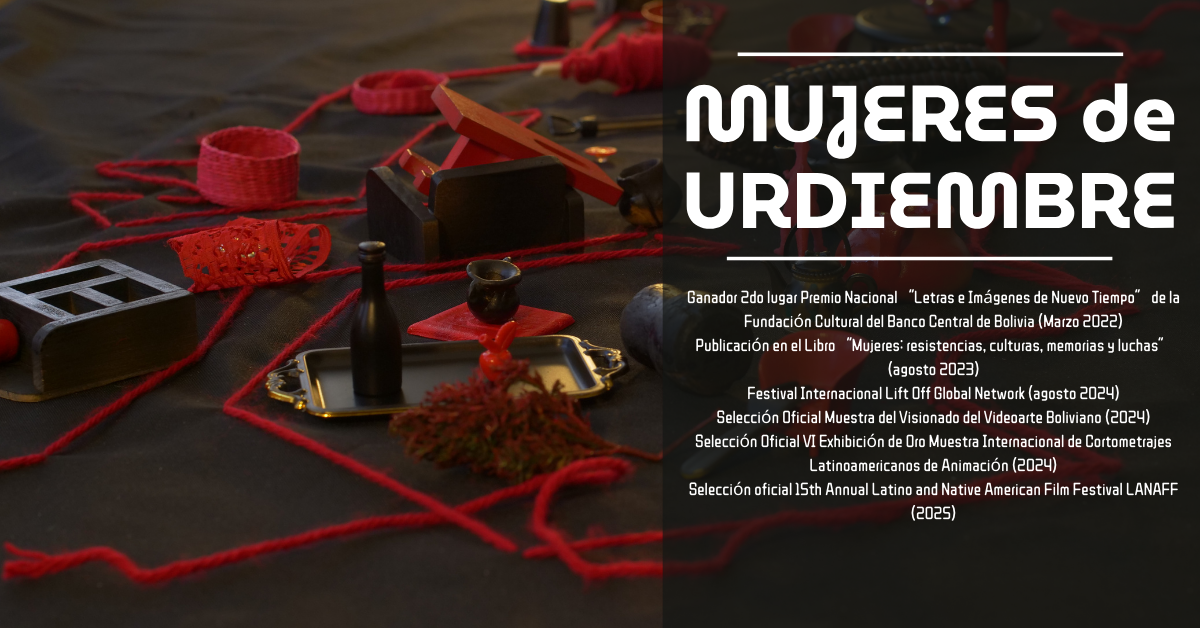 MUJERES de
URDIEMBRE
Ganador 2do lugar Premio Nacional "Letras e Imágenes de Nuevo Tiempo" de la
Fundación Cultural del Banco Central de Bolivia (Marzo 2022)
Publicación en el Libro "Mujeres: resistencias, culturas, memorias y luchas"
(agosto 2023)
Festival Internacional Lift Off Global Network (agosto 2024)
Selección Oficial Muestra del Visionado del Videoarte Boliviano (2024)
Selección Oficial VI Exhibición de Oro Muestra Internacional de Cortometrajes
Latinoamericanos de Animación (2024)
Selección oficial 15th Annual Latino and Native American Film Festival LANAFF
(2025)